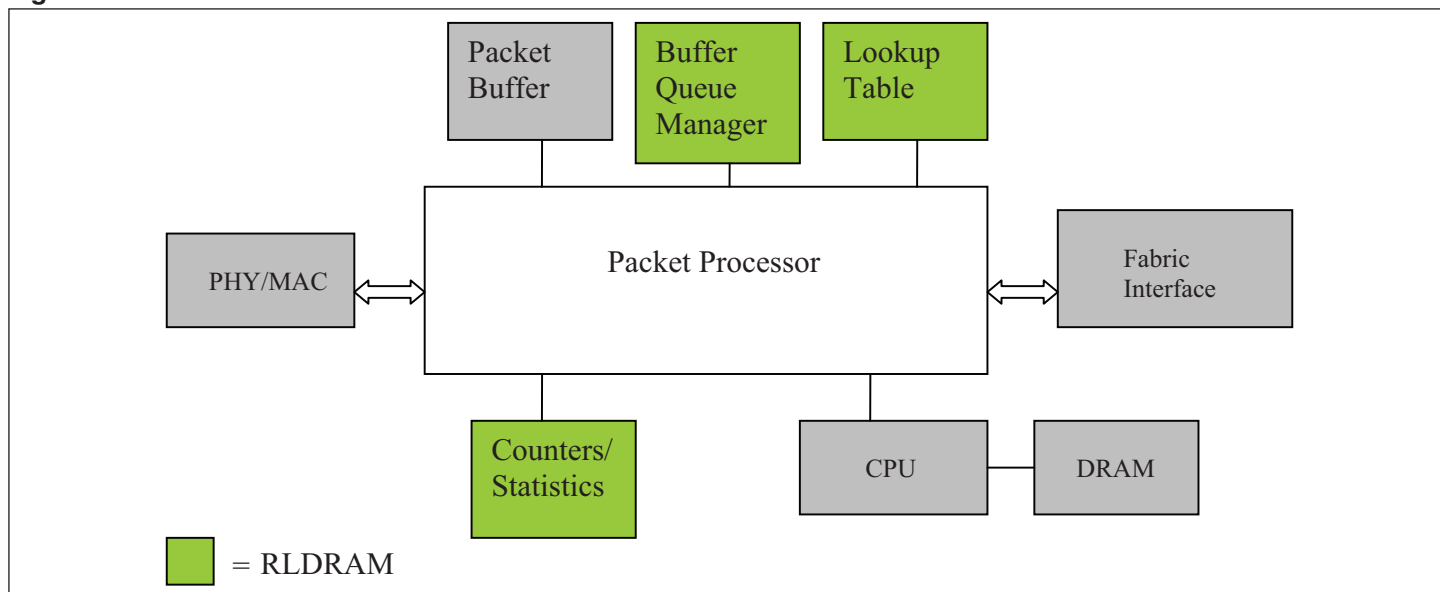 Packet
Buffer
Buffer
Queue
Manager
Lookup
Table
PHY/MAC
Packet Processor
Fabric
Interface
Counters/
Statistics
CPU
DRAM
= RLDRAM